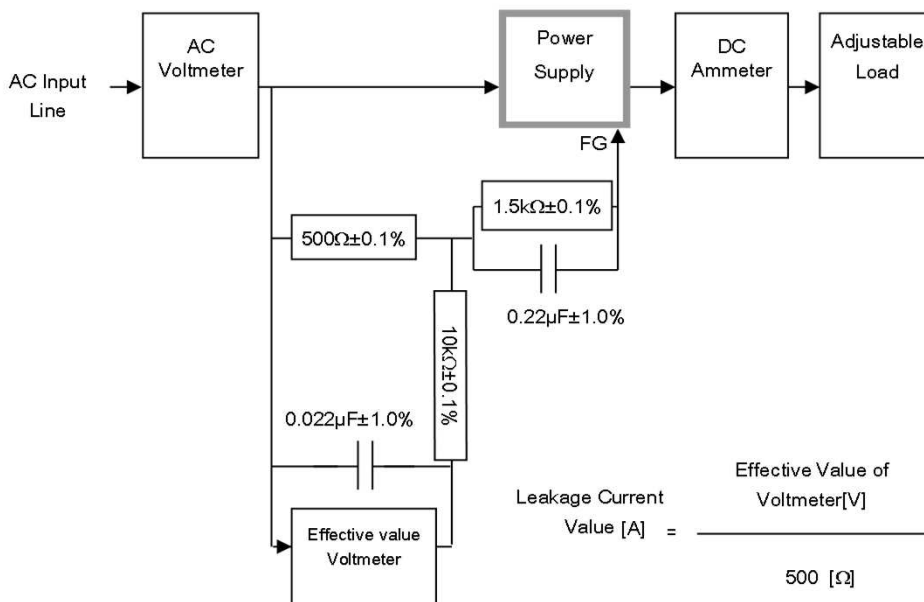 AC
Voltmeter
Power
Supply
DC
Ammeter
Adjustable
Load
AC Input
Line
FG
1.5kΩ±0.1%
500Ω±0.1%
0.22µF±1.0%
10kΩ±0.1%
0.022µF±1.0%
Effective value
Voltmeter
Leakage Current
Value [A]
=
Effective Value of
Voltmeter[V]
500 [Ω]